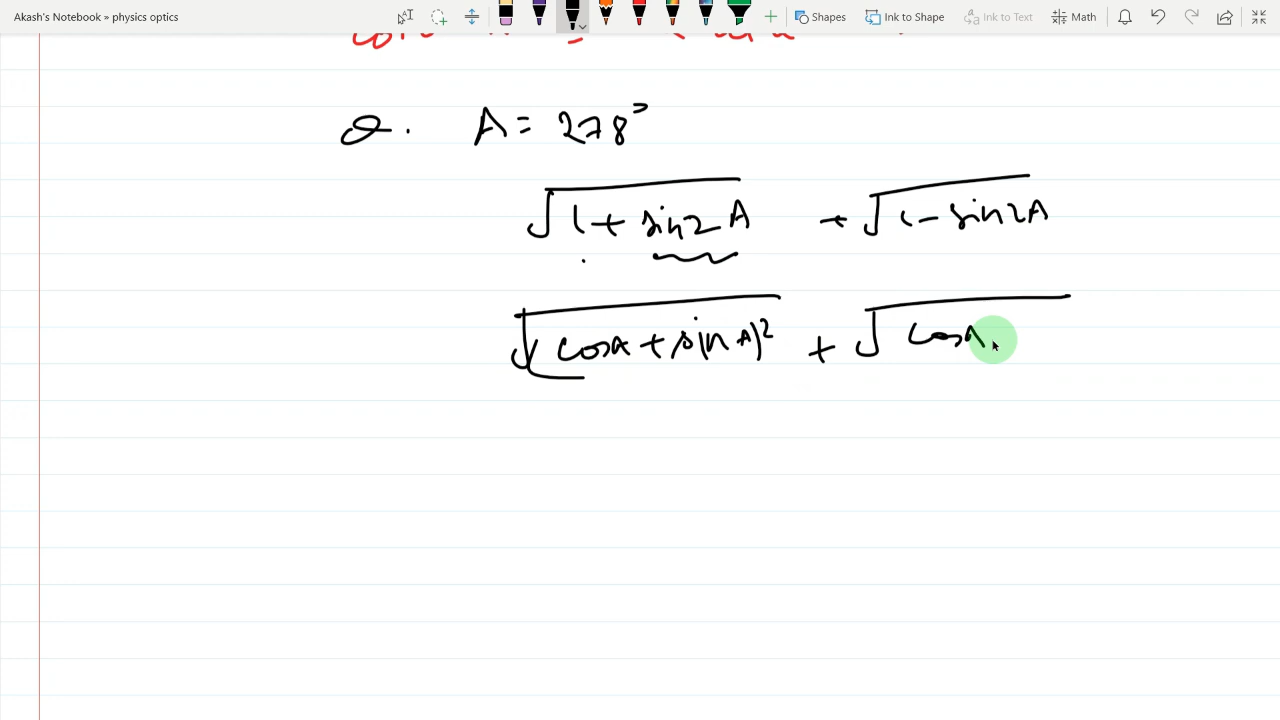 Akash's Notebook » physics optics
Shapes Ink to Shape Ink to Text Math
Q. A = 278°
√(1 + sin2A) + √(1 - sin2A)
√(cosA + sinA)² + √cosA